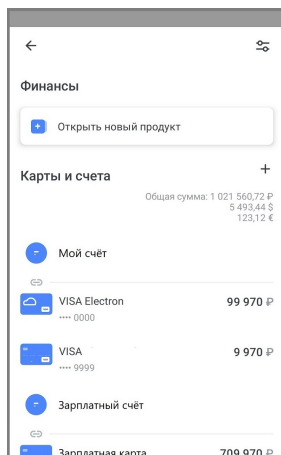 Финансы
Открыть новый продукт
Карты и счета
Общая сумма: 1 021 560,72 ₽
5 493,44 $
123,12 €
Мой счёт
VISA Electron
99 970 ₽
•••• 0000
VISA
9 970 ₽
•••• 9999
Зарплатный счёт
Зарплатная карта
709 970 ₽